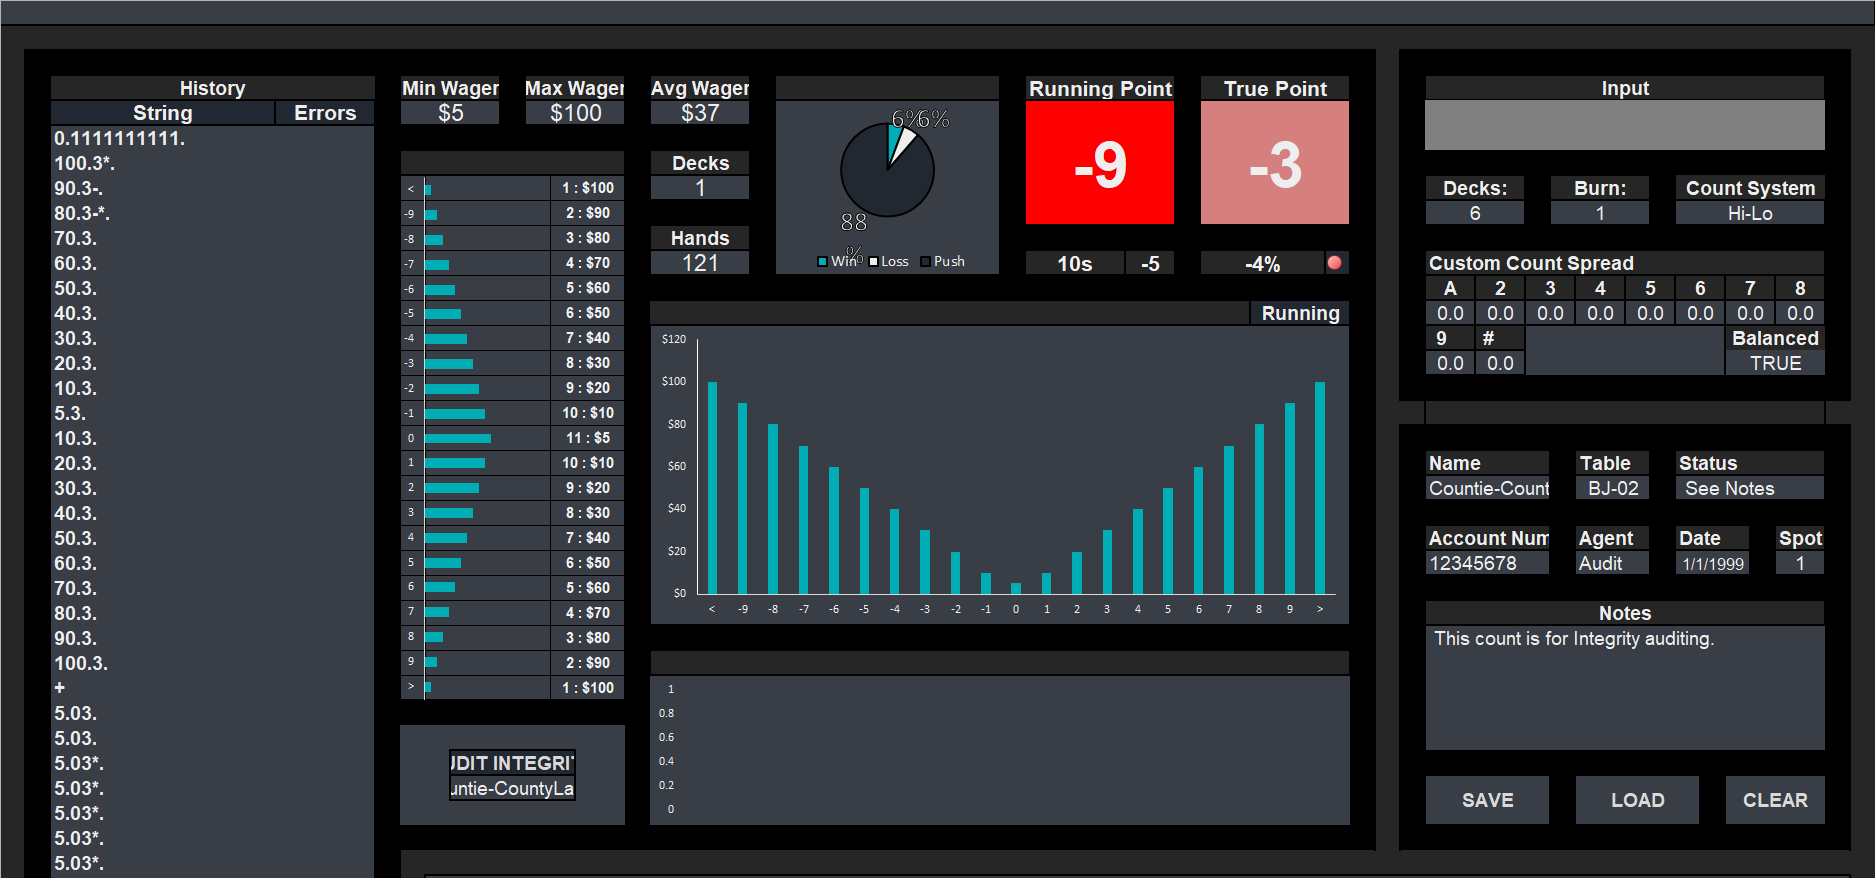 History
String Errors
0.1111111111.
100.3*.
90.3-.
80.3-*.
70.3.
60.3.
50.3.
40.3.
30.3.
20.3.
10.3.
5.3.
10.3.
20.3.
30.3.
40.3.
50.3.
60.3.
70.3.
80.3.
90.3.
100.3.
+
5.03.
5.03.
5.03*.
5.03*.
5.03*.
5.03*.
5.03*.
Min Wager Max Wager Avg Wager
$5 $100 $37
< 1 : $100
-9 2 : $90
-8 3 : $80
-7 4 : $70
-6 5 : $60
-5 6 : $50
-4 7 : $40
-3 8 : $30
-2 9 : $20
-1 10 : $10
0 11 : $5
1 10 : $10
2 9 : $20
3 8 : $30
4 7 : $40
5 6 : $50
6 5 : $60
7 4 : $70
8 3 : $80
9 2 : $90
> 1 : $100
UDIT INTEGRIT
untie-CountyLa
Decks
1
Hands
121
6% 6%
88
%
Win Loss Push
Running Point True Point
-9 -3
10s -5 -4%
Running
$120
$100
$80
$60
$40
$20
$0
< -9 -8 -7 -6 -5 -4 -3 -2 -1 0 1 2 3 4 5 6 7 8 9 >
1
0.8
0.6
0.4
0.2
0
Input
Decks: Burn: Count System
6 1 Hi-Lo
Custom Count Spread
A 2 3 4 5 6 7 8
0.0 0.0 0.0 0.0 0.0 0.0 0.0 0.0
9 # Balanced
0.0 0.0 TRUE
Name Table Status
Countie-Count BJ-02 See Notes
Account Num Agent Date Spot
12345678 Audit 1/1/1999 1
Notes
This count is for Integrity auditing.
SAVE LOAD CLEAR